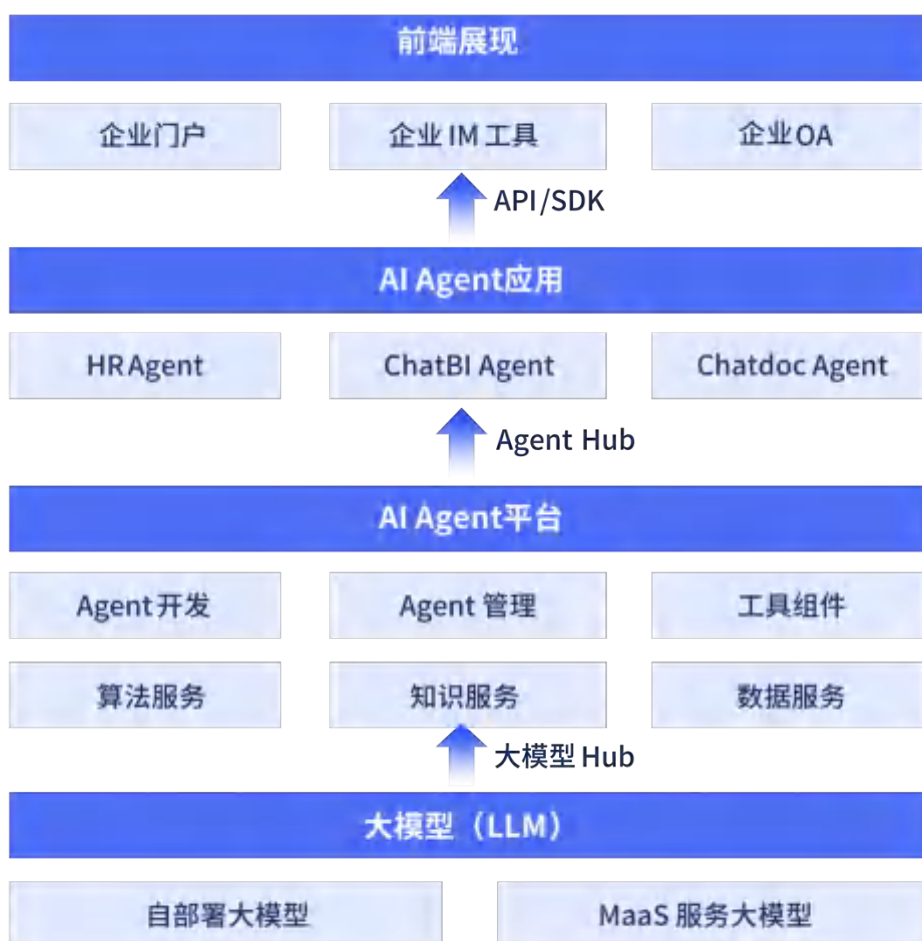 前端展现
企业门户
企业 IM 工具
企业OA
API/SDK
AI Agent应用
HR Agent
ChatBI Agent
Chatdoc Agent
Agent Hub
AI Agent平台
Agent 开发
Agent 管理
工具组件
算法服务
知识服务
数据服务
大模型 Hub
大模型（LLM）
自部署大模型
MaaS 服务大模型